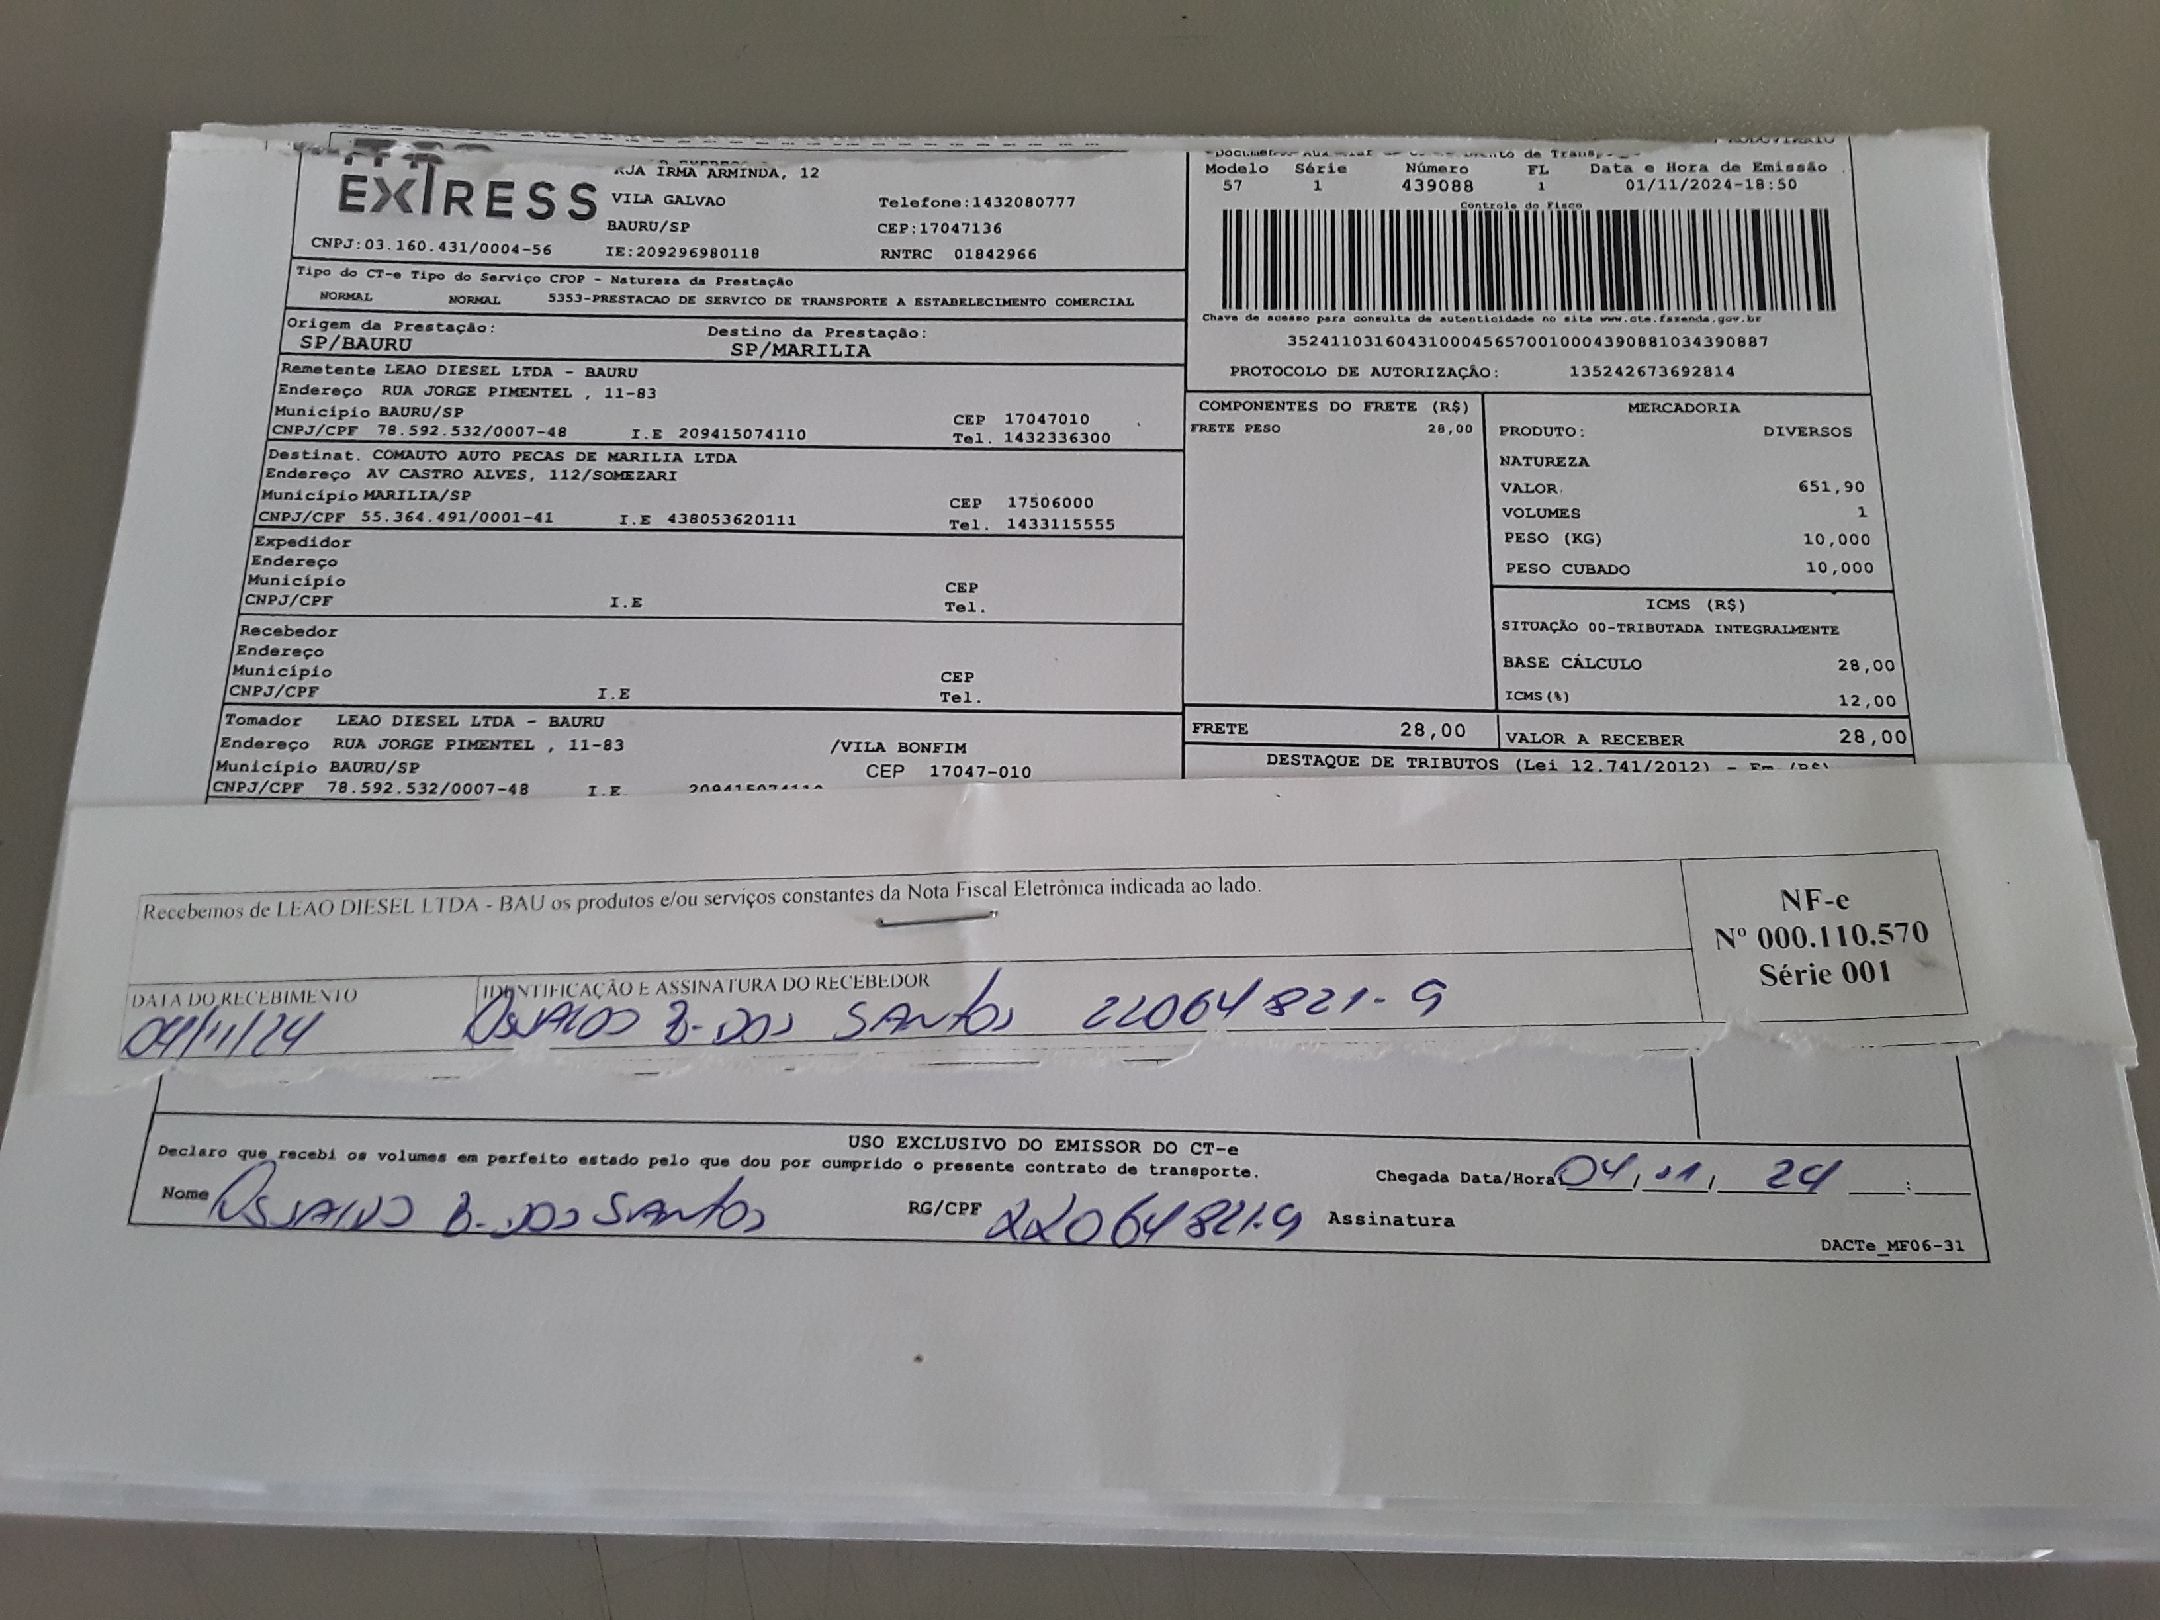 EXTRESS
RUA IRMA ARMINDA, 12
VILA GALVAO Telefone:1432080777
BAURU/SP CEP:17047136
CNPJ:03.160.431/0004-56 IE:209296980118 RNTRC 01842966
Tipo do CT-e Tipo do Serviço CFOP - Natureza da Prestação
NORMAL NORMAL 5353-PRESTACAO DE SERVICO DE TRANSPORTE A ESTABELECIMENTO COMERCIAL
Origem da Prestação: Destino da Prestação:
SP/BAURU SP/MARILIA
Remetente LEAO DIESEL LTDA - BAURU
Endereço RUA JORGE PIMENTEL , 11-83
Município BAURU/SP CEP 17047010
CNPJ/CPF 78.592.532/0007-48 I.E 209415074110 Tel. 1432336300
Destinat. COMAUTO AUTO PECAS DE MARILIA LTDA
Endereço AV CASTRO ALVES, 112/SOMEZARI
Município MARILIA/SP CEP 17506000
CNPJ/CPF 55.364.491/0001-41 I.E 438053620111 Tel. 1433115555
Expedidor
Endereço
Município CEP
CNPJ/CPF I.E Tel.
Recebedor
Endereço
Município CEP
CNPJ/CPF I.E Tel.
Tomador LEAO DIESEL LTDA - BAURU
Endereço RUA JORGE PIMENTEL , 11-83 /VILA BONFIM
Município BAURU/SP CEP 17047-010
CNPJ/CPF 78.592.532/0007-48 I.E 209415074110
Modelo Série Número FL Data e Hora de Emissão
57 1 439088 1 01/11/2024-18:50
Controle do Fisco
Chave de acesso para consulta de autenticidade no site www.cte.fazenda.gov.br
35241103160431000456570010004390881034390887
PROTOCOLO DE AUTORIZAÇÃO: 135242673692814
COMPONENTES DO FRETE (R$)
FRETE PESO 28,00
MERCADORIA
PRODUTO: DIVERSOS
NATUREZA
VALOR 651,90
VOLUMES 1
PESO (KG) 10,000
PESO CUBADO 10,000
ICMS (R$)
SITUAÇÃO 00-TRIBUTADA INTEGRALMENTE
BASE CÁLCULO 28,00
ICMS(%) 12,00
FRETE 28,00 VALOR A RECEBER 28,00
DESTAQUE DE TRIBUTOS (Lei 12.741/2012) - Em (R$)
Recebemos de LEAO DIESEL LTDA - BAU os produtos e/ou serviços constantes da Nota Fiscal Eletrônica indicada ao lado.
NF-e
Nº 000.110.570
Série 001
DATA DO RECEBIMENTO IDENTIFICAÇÃO E ASSINATURA DO RECEBEDOR
04/11/24 Osvaldo B. dos Santos 22064821-9
USO EXCLUSIVO DO EMISSOR DO CT-e
Declaro que recebi os volumes em perfeito estado pelo que dou por cumprido o presente contrato de transporte.
Chegada Data/Hora 04, 11, 24 :
Nome Osvaldo B. dos Santos RG/CPF 22064821-9 Assinatura
DACTe_MF06-31